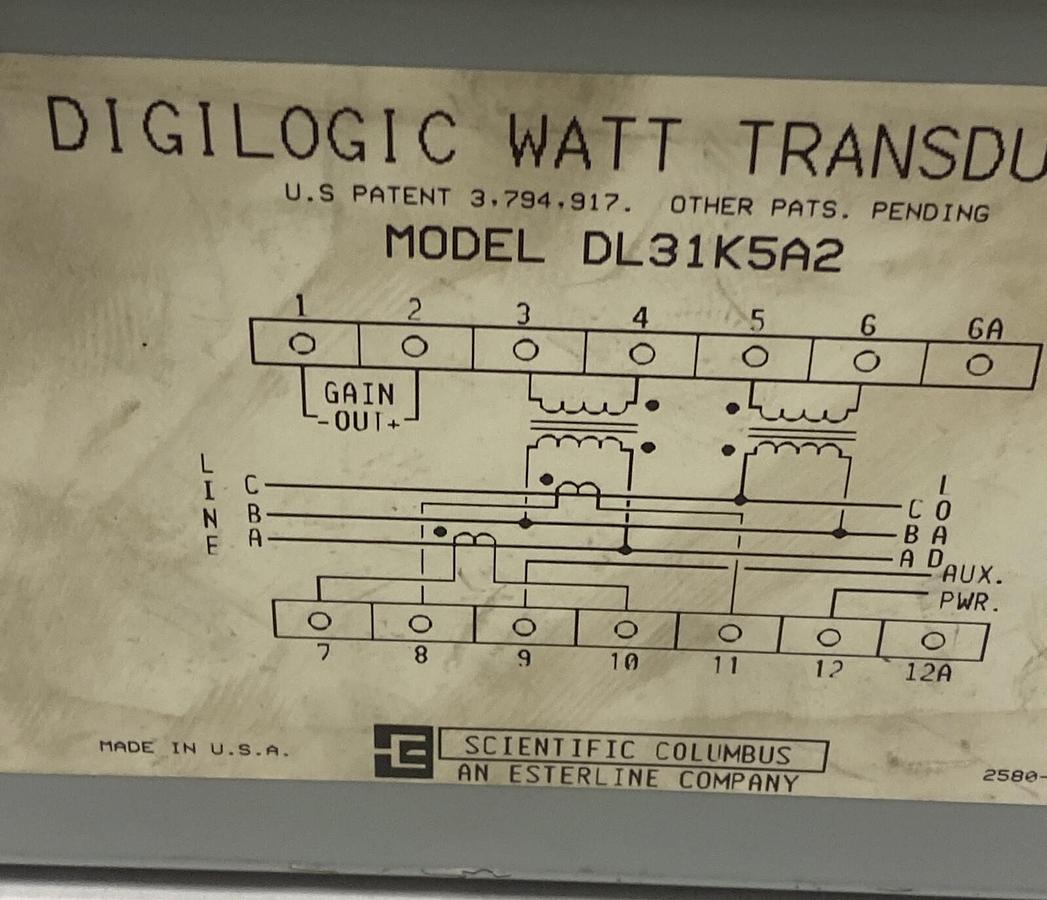 DIGILOGIC WATT TRANSDU
U.S PATENT 3,794,917. OTHER PATS. PENDING
MODEL DL31K5A2
1 2 3 4 5 6 6A
GAIN
-OUT+
LINE
C
B
A
LOAD
C
B
A
AUX.
PWR.
7 8 9 10 11 12 12A
MADE IN U.S.A.
SCIENTIFIC COLUMBUS
AN ESTERLINE COMPANY
2580-